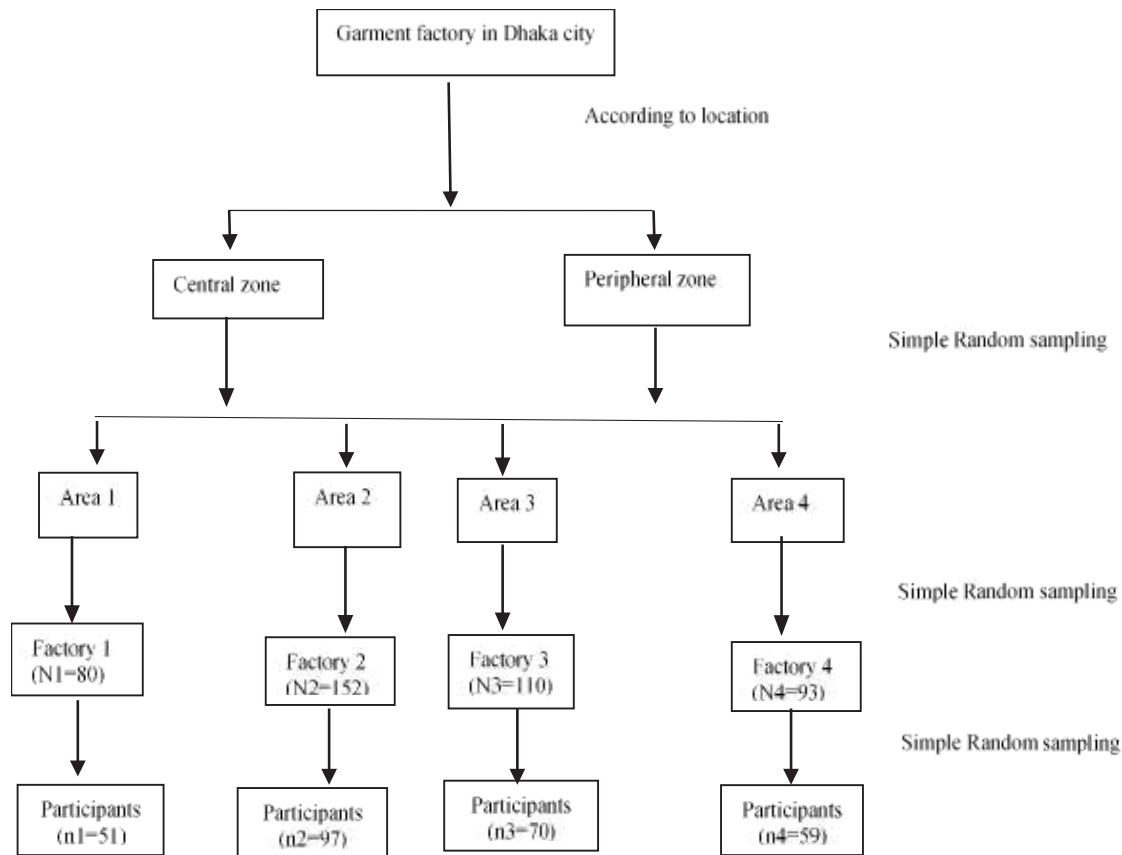 Garment factory in Dhaka city
According to location
Central zone
Peripheral zone
Simple Random sampling
Area 1
Area 2
Area 3
Area 4
Simple Random sampling
Factory 1
(N1=80)
Factory 2
(N2=152)
Factory 3
(N3=110)
Factory 4
(N4=93)
Simple Random sampling
Participants
(n1=51)
Participants
(n2=97)
Participants
(n3=70)
Participants
(n4=59)